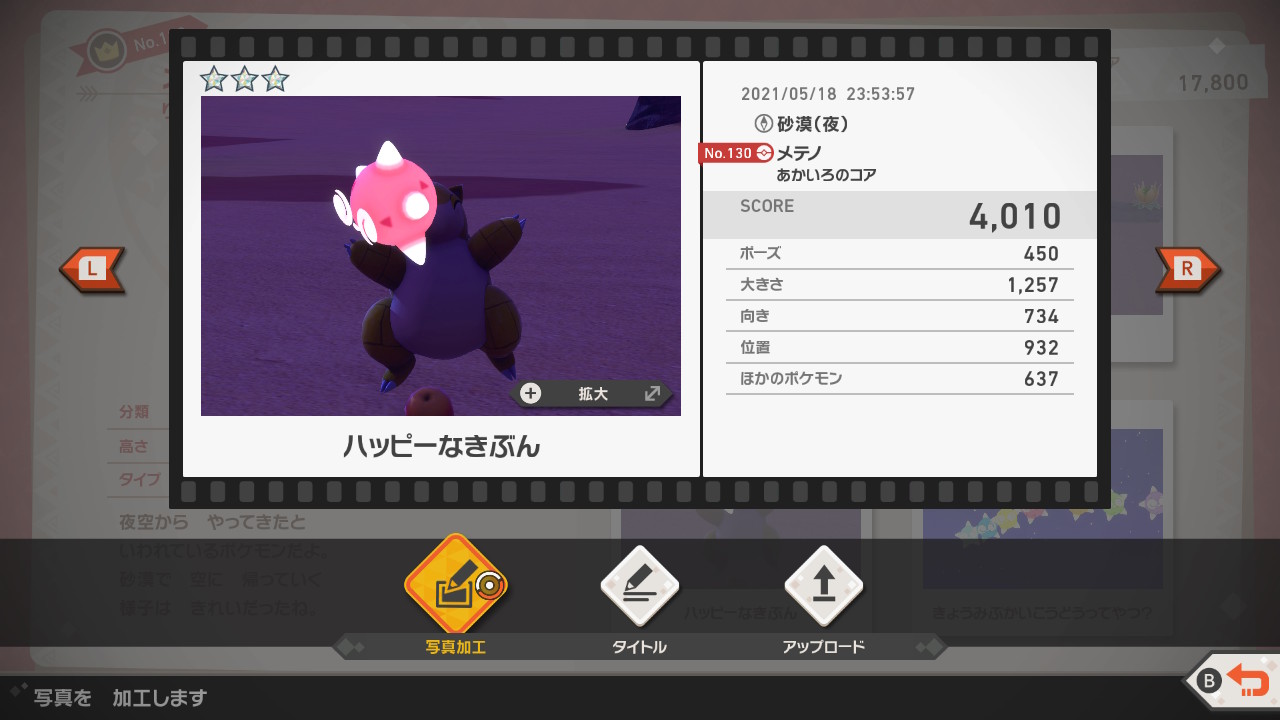 No.1
17,800
2021/05/18 23:53:57
砂漠(夜)
No.130 メテノ
あかいろのコア
SCORE 4,010
ポーズ 450
大きさ 1,257
向き 734
位置 932
ほかのポケモン 637
L
R
+ 拡大
ハッピーなきぶん
分類
高さ
タイプ
夜空から やってきたと
いわれているポケモンだよ。
砂漠で 空に 帰っていく
様子は きれいだったね。
ハッピーなきぶん
きょうみぶかいこうどうってやつ?
写真加工
タイトル
アップロード
写真を 加工します
B